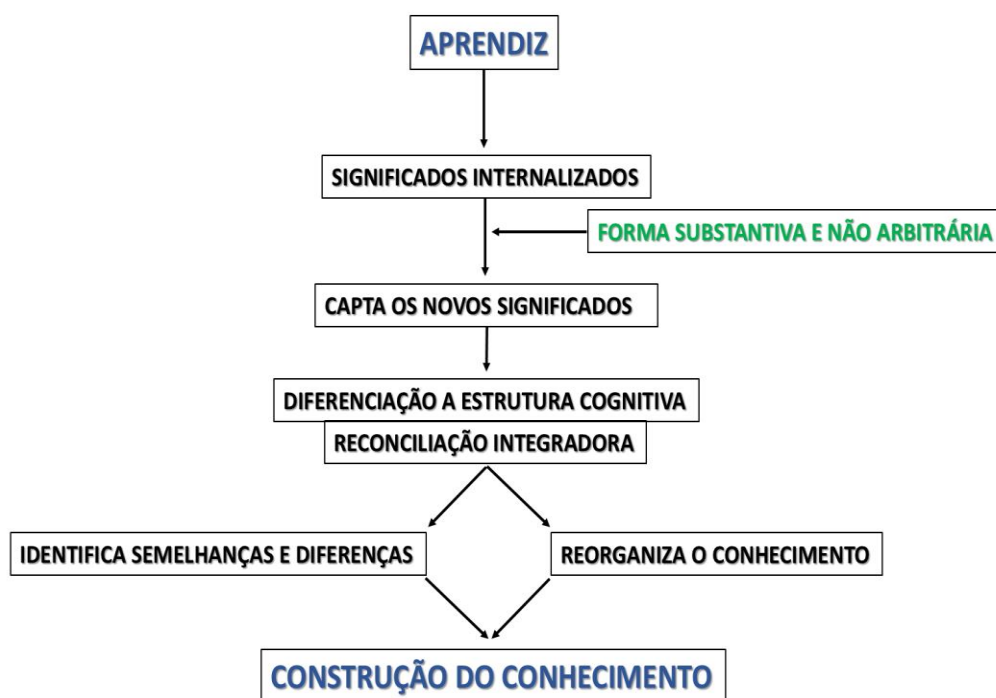 APRENDIZ
SIGNIFICADOS INTERNALIZADOS
FORMA SUBSTANTIVA E NÃO ARBITRÁRIA
CAPTA OS NOVOS SIGNIFICADOS
DIFERENCIAÇÃO A ESTRUTURA COGNITIVA
RECONCILIAÇÃO INTEGRADORA
IDENTIFICA SEMELHANÇAS E DIFERENÇAS
REORGANIZA O CONHECIMENTO
CONSTRUÇÃO DO CONHECIMENTO